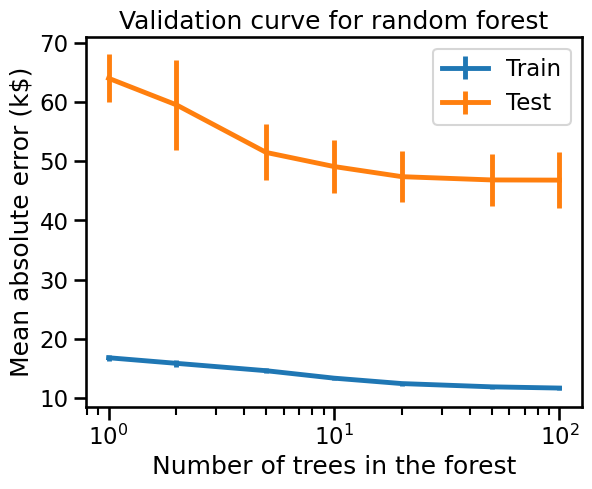 Validation curve for random forest
Mean absolute error (k$)
70
60
50
40
30
20
10
Train
Test
10⁰
10¹
10²
Number of trees in the forest